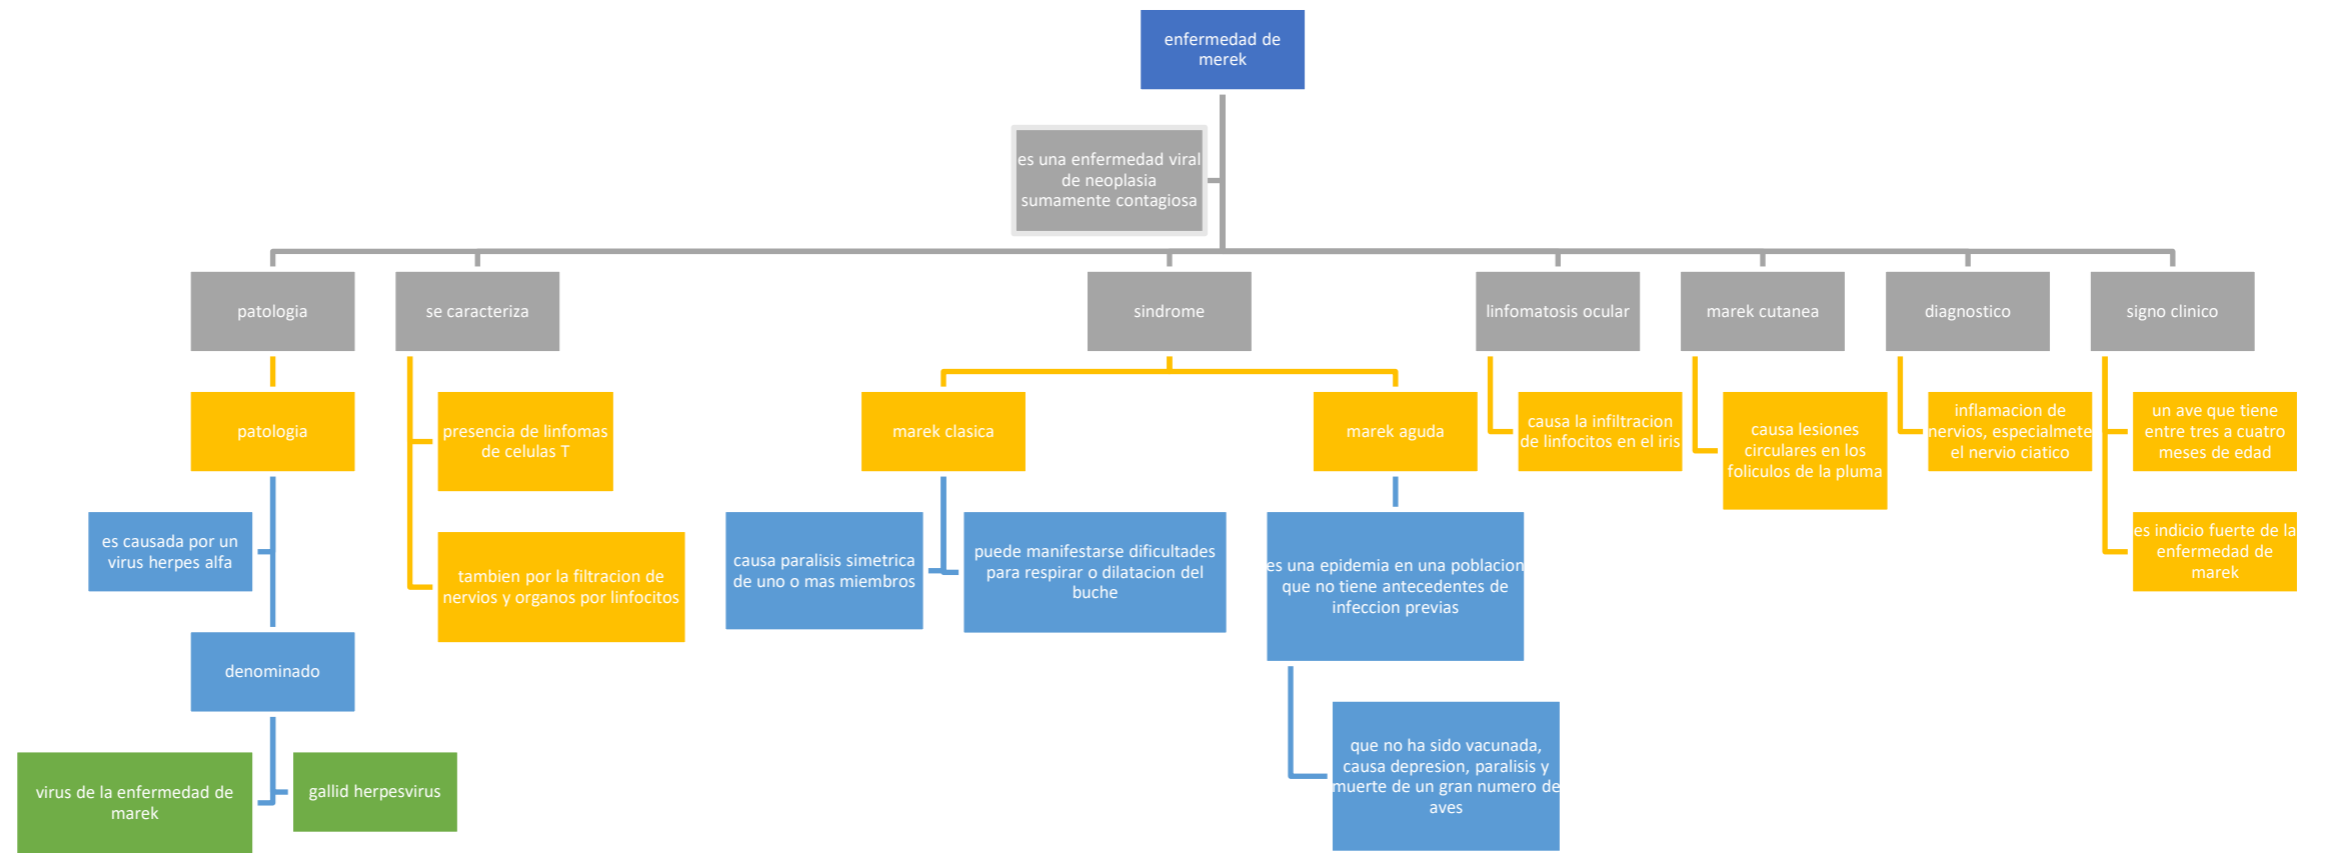 enfermedad de
merek
es una enfermedad viral
de neoplasia
sumamente contagiosa
patologia
se caracteriza
sindrome
linfomatosis ocular
marek cutanea
diagnostico
signo clinico
patologia
presencia de linfomas
de celulas T
marek clasica
marek aguda
causa la infiltracion
de linfocitos en el iris
causa lesiones
circulares en los
foliculos de la pluma
inflamacion de
nervios, especialmete
el nervio ciatico
un ave que tiene
entre tres a cuatro
meses de edad
es causada por un
virus herpes alfa
tambien por la filtracion de
nervios y organos por linfocitos
causa paralisis simetrica
de uno o mas miembros
puede manifestarse dificultades
para respirar o dilatacion del
buche
es una epidemia en una poblacion
que no tiene antecedentes de
infeccion previas
es indicio fuerte de la
enfermedad de
marek
denominado
virus de la enfermedad de
marek
gallid herpesvirus
que no ha sido vacunada,
causa depresion, paralisis y
muerte de un gran numero de
aves